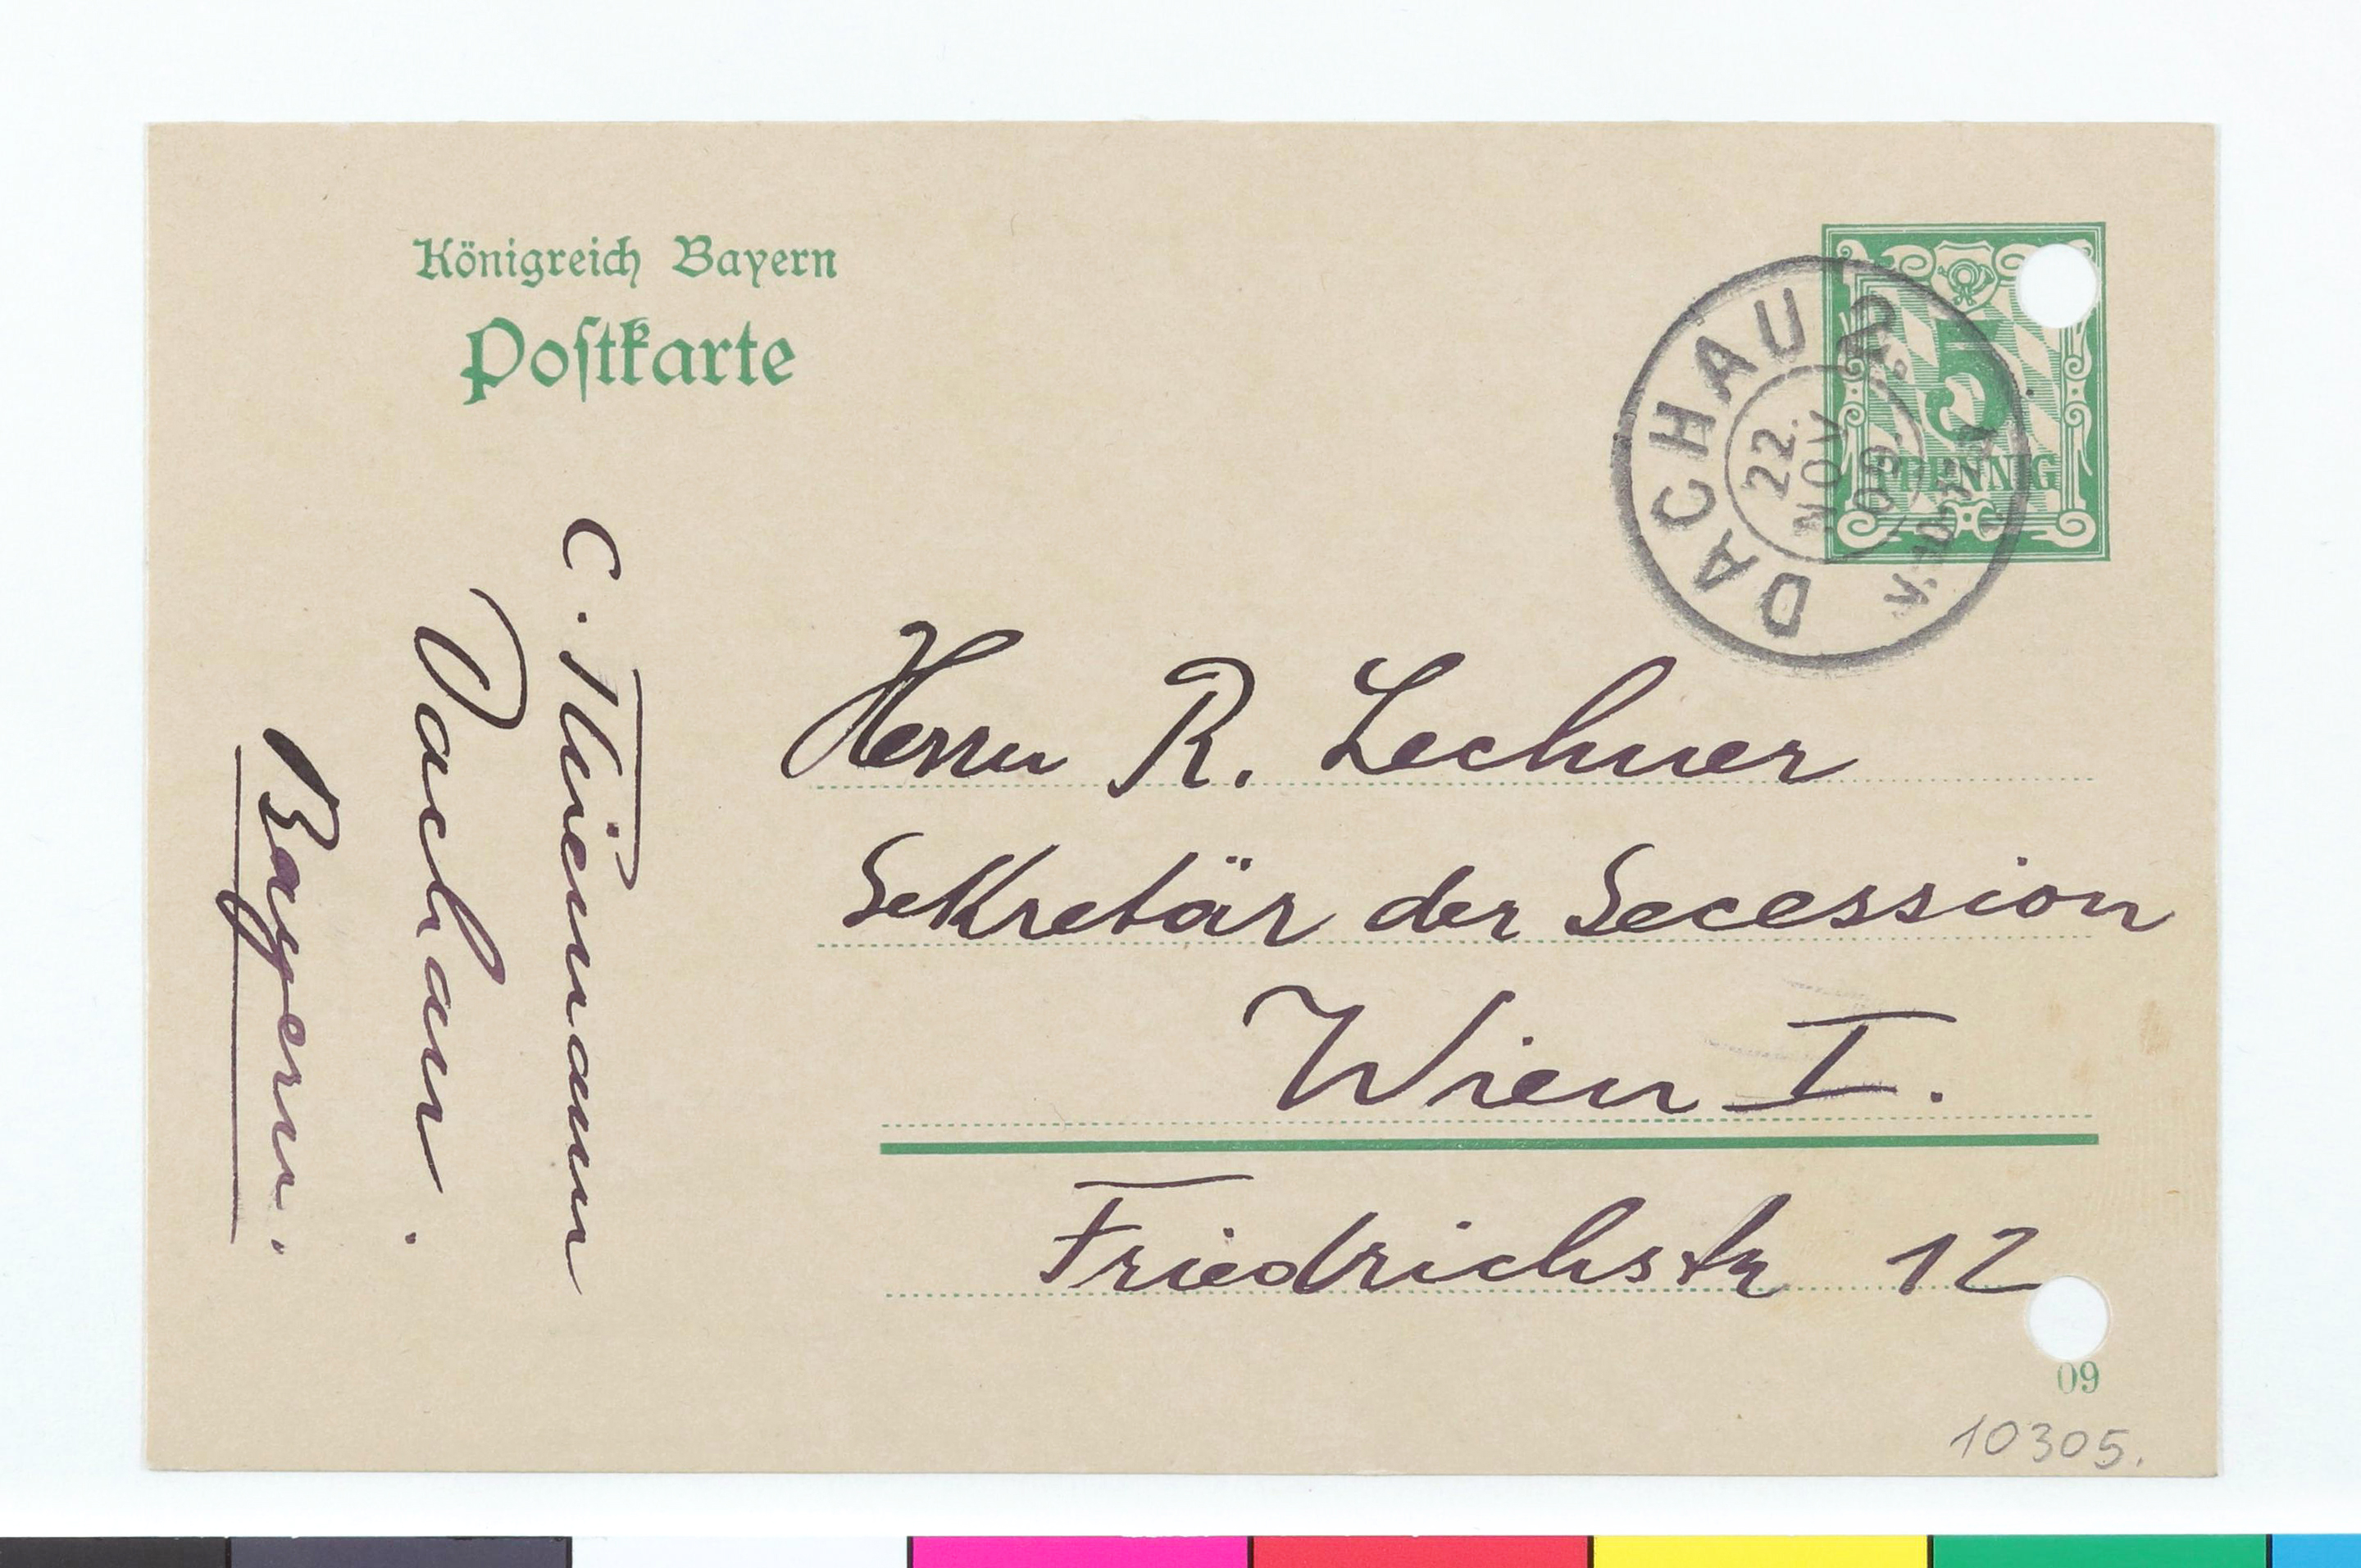 Königreich Bayern
Postkarte
5
PFENNIG
DACHAU 2
22.
NOV
09.
Herrn R. Lechner
Sekretär der Secession
Wien I.
Friedrichstr 12
C. Thiemann
Dachau.
Bayern.
09
10305.